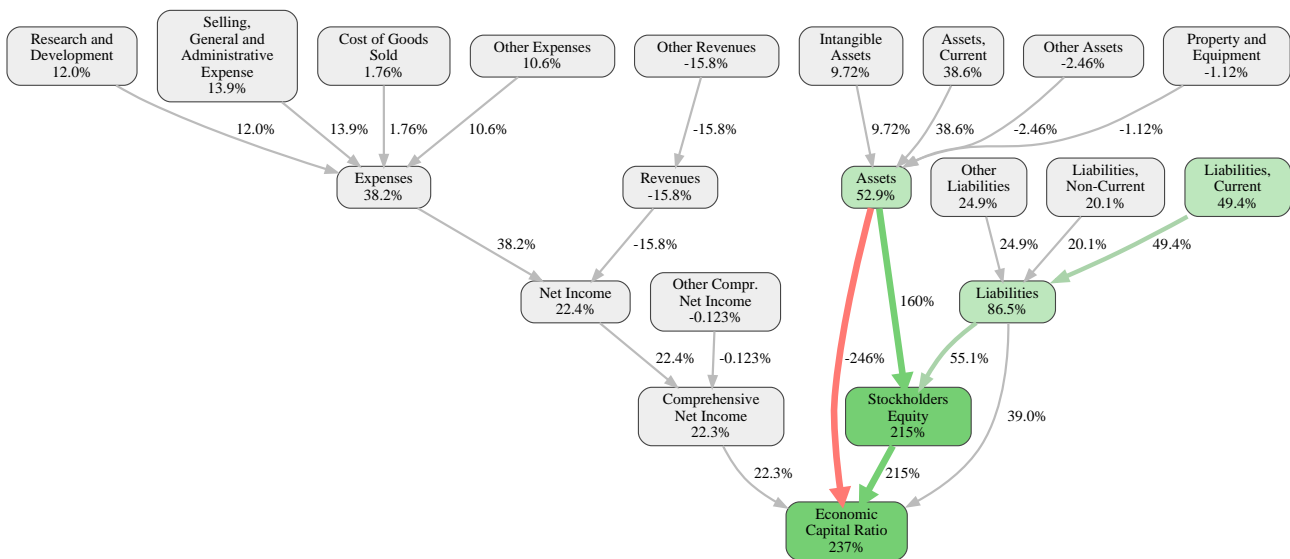 Research and
Development
12.0%
Selling,
General and
Administrative
Expense
13.9%
Cost of Goods
Sold
1.76%
Other Expenses
10.6%
Other Revenues
-15.8%
Intangible
Assets
9.72%
Assets,
Current
38.6%
Other Assets
-2.46%
Property and
Equipment
-1.12%
12.0%
13.9%
1.76%
10.6%
-15.8%
9.72%
38.6%
-2.46%
-1.12%
Expenses
38.2%
Revenues
-15.8%
Assets
52.9%
Other
Liabilities
24.9%
Liabilities,
Non-Current
20.1%
Liabilities,
Current
49.4%
38.2%
-15.8%
24.9%
20.1%
49.4%
Net Income
22.4%
Other Compr.
Net Income
-0.123%
160%
Liabilities
86.5%
22.4%
-0.123%
-246%
55.1%
Comprehensive
Net Income
22.3%
Stockholders
Equity
215%
39.0%
22.3%
215%
Economic
Capital Ratio
237%